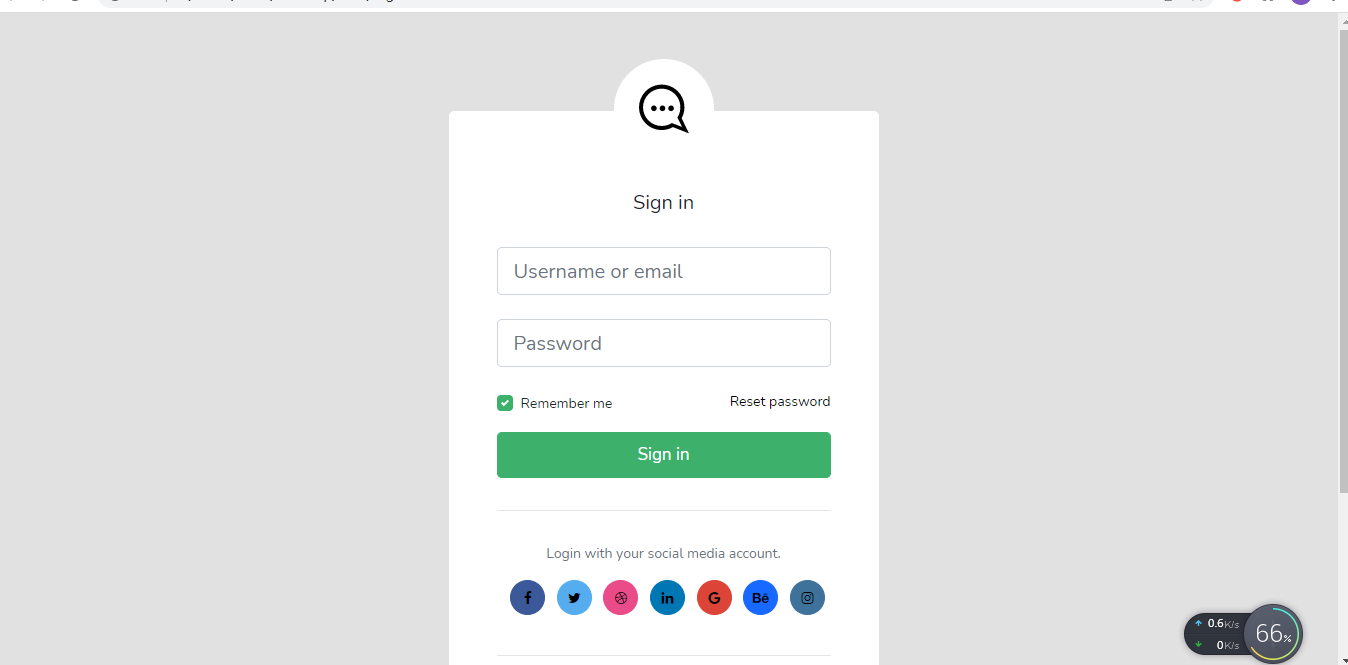 Sign in
Username or email
Password
Remember me
Reset password
Sign in
Login with your social media account.
f
in
G
Bē
0.6K/s
0K/s
66%